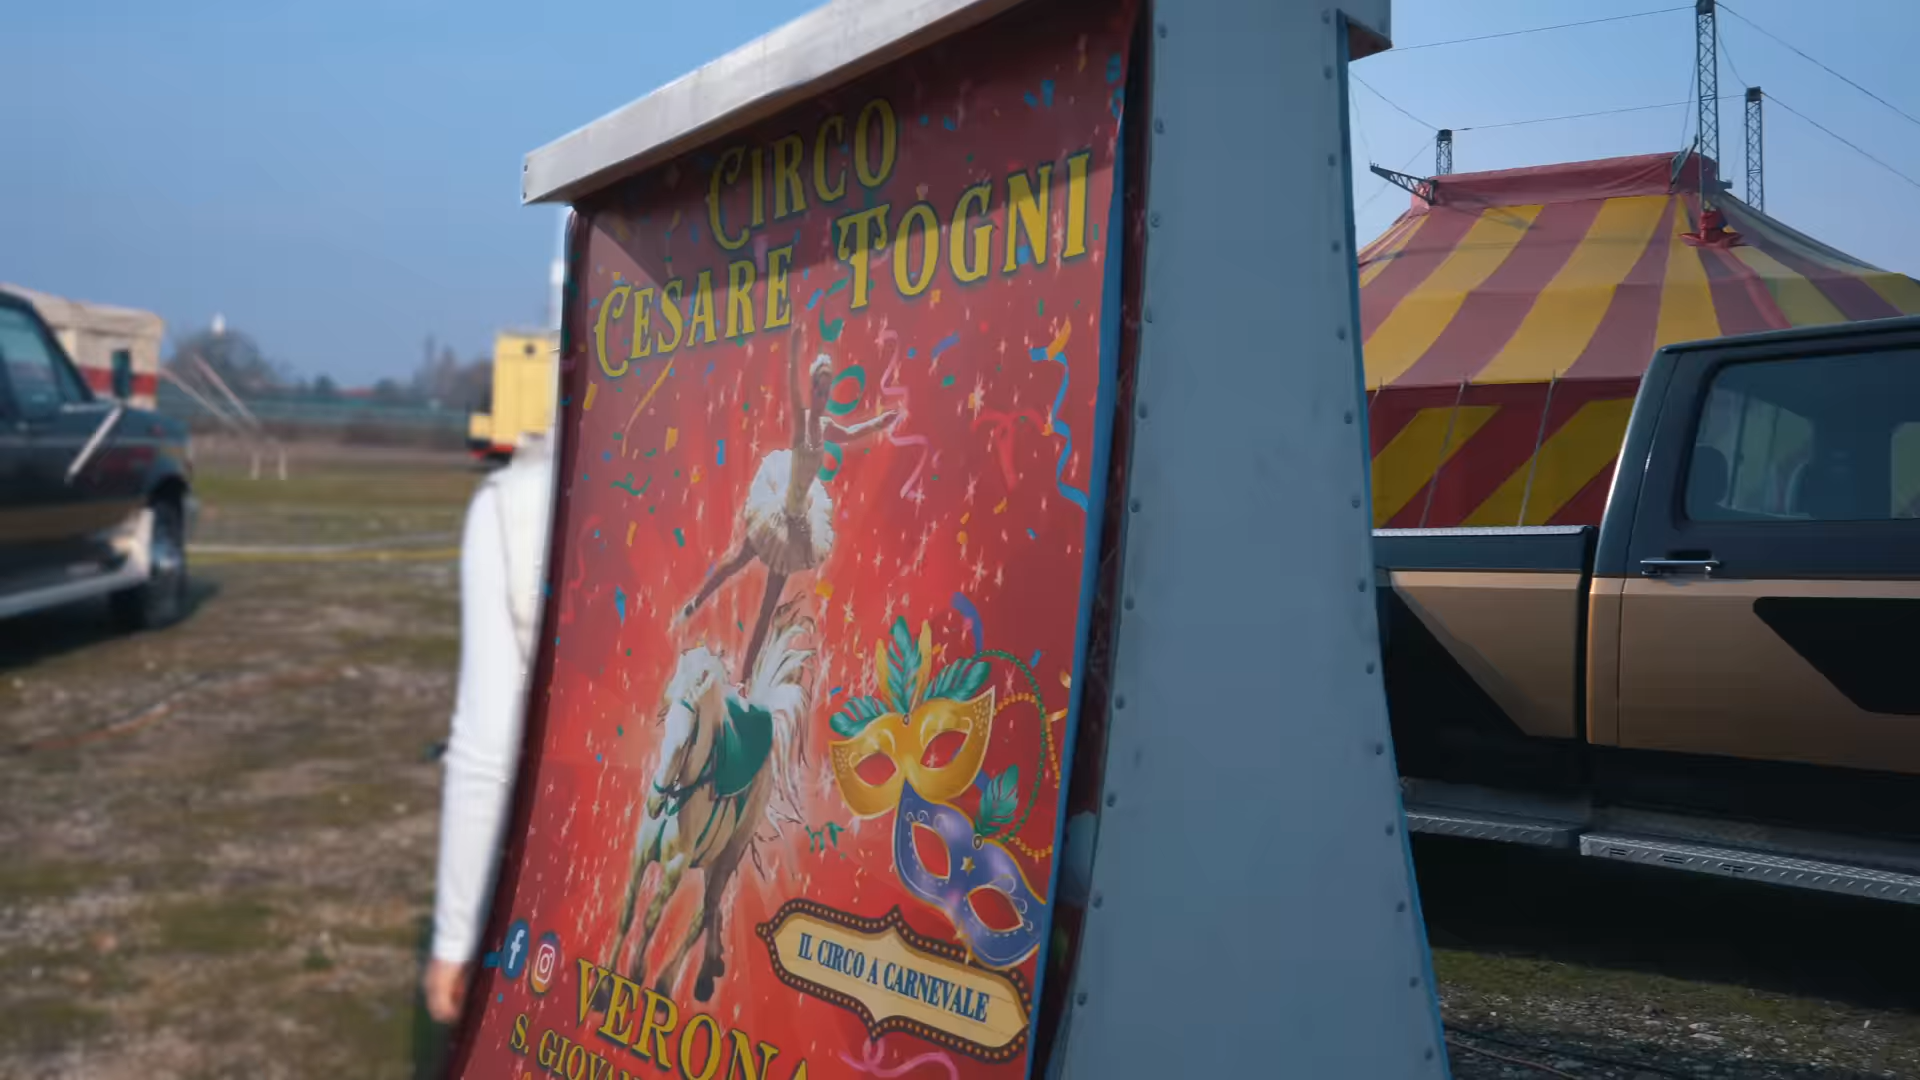 CIRCO
CESARE TOGNI
IL CIRCO A CARNEVALE
VERONA
S.